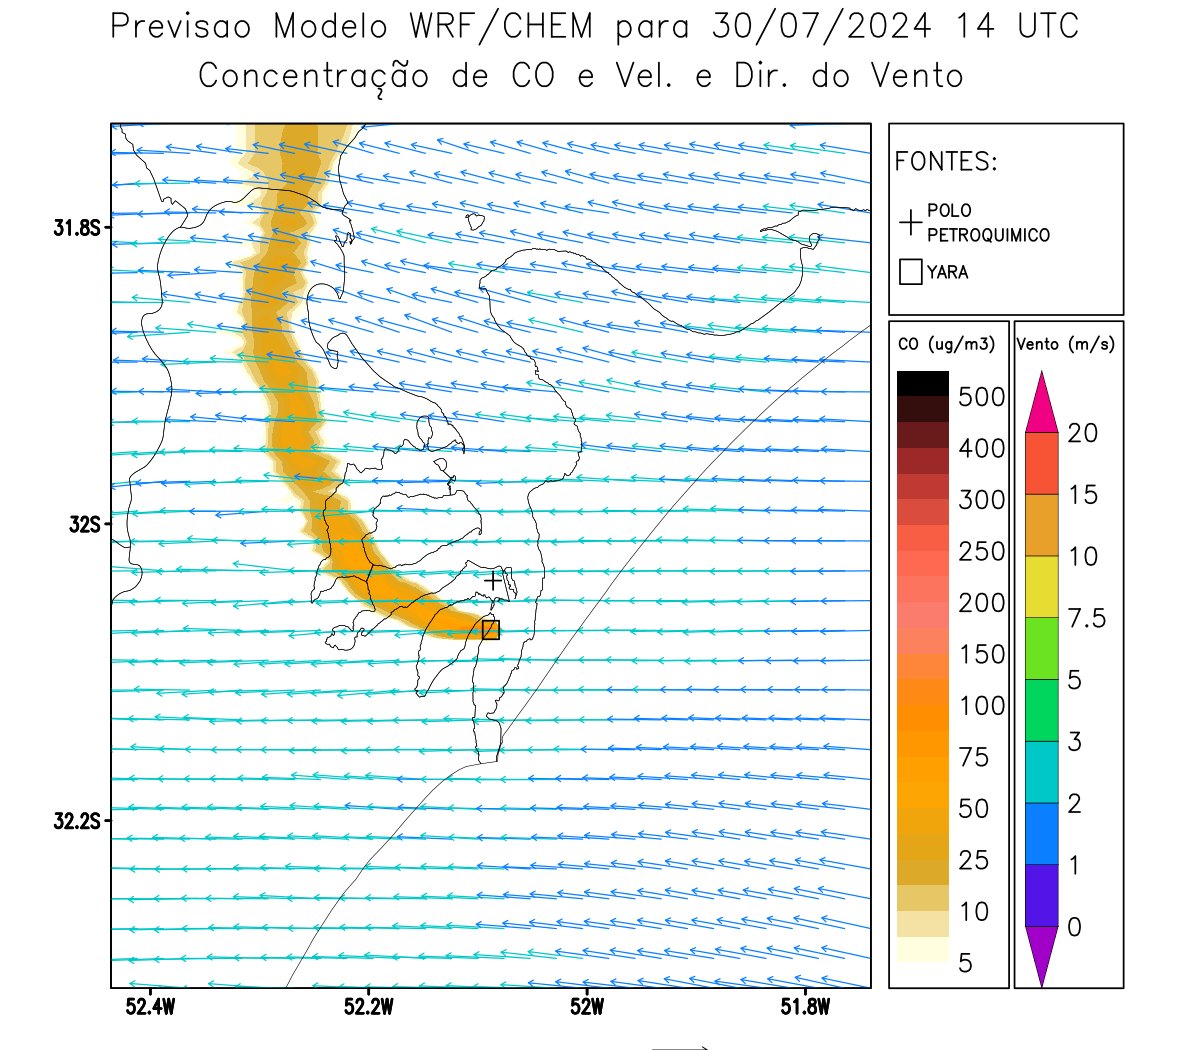 Previsao Modelo WRF/CHEM para 30/07/2024 14 UTC
Concentração de CO e Vel. e Dir. do Vento
FONTES:
POLO
PETROQUIMICO
YARA
CO (ug/m3)
500
400
300
250
200
150
100
75
50
25
10
5
Vento (m/s)
20
15
10
7.5
5
3
2
1
0
31.8S
32S
32.2S
52.4W
52.2W
52W
51.8W